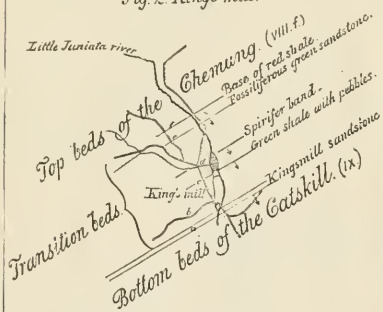 Fig. 2. King's mill.
Little Juniata river
Top beds of the Chemung. (VIII.f)
Base of red shale.
Fossiliferous green sandstone.
Spirifer band.
Green shale with pebbles.
Kingsmill sandstone
King's mill
b
Transition beds.
Bottom beds of the Catskill. (IX)